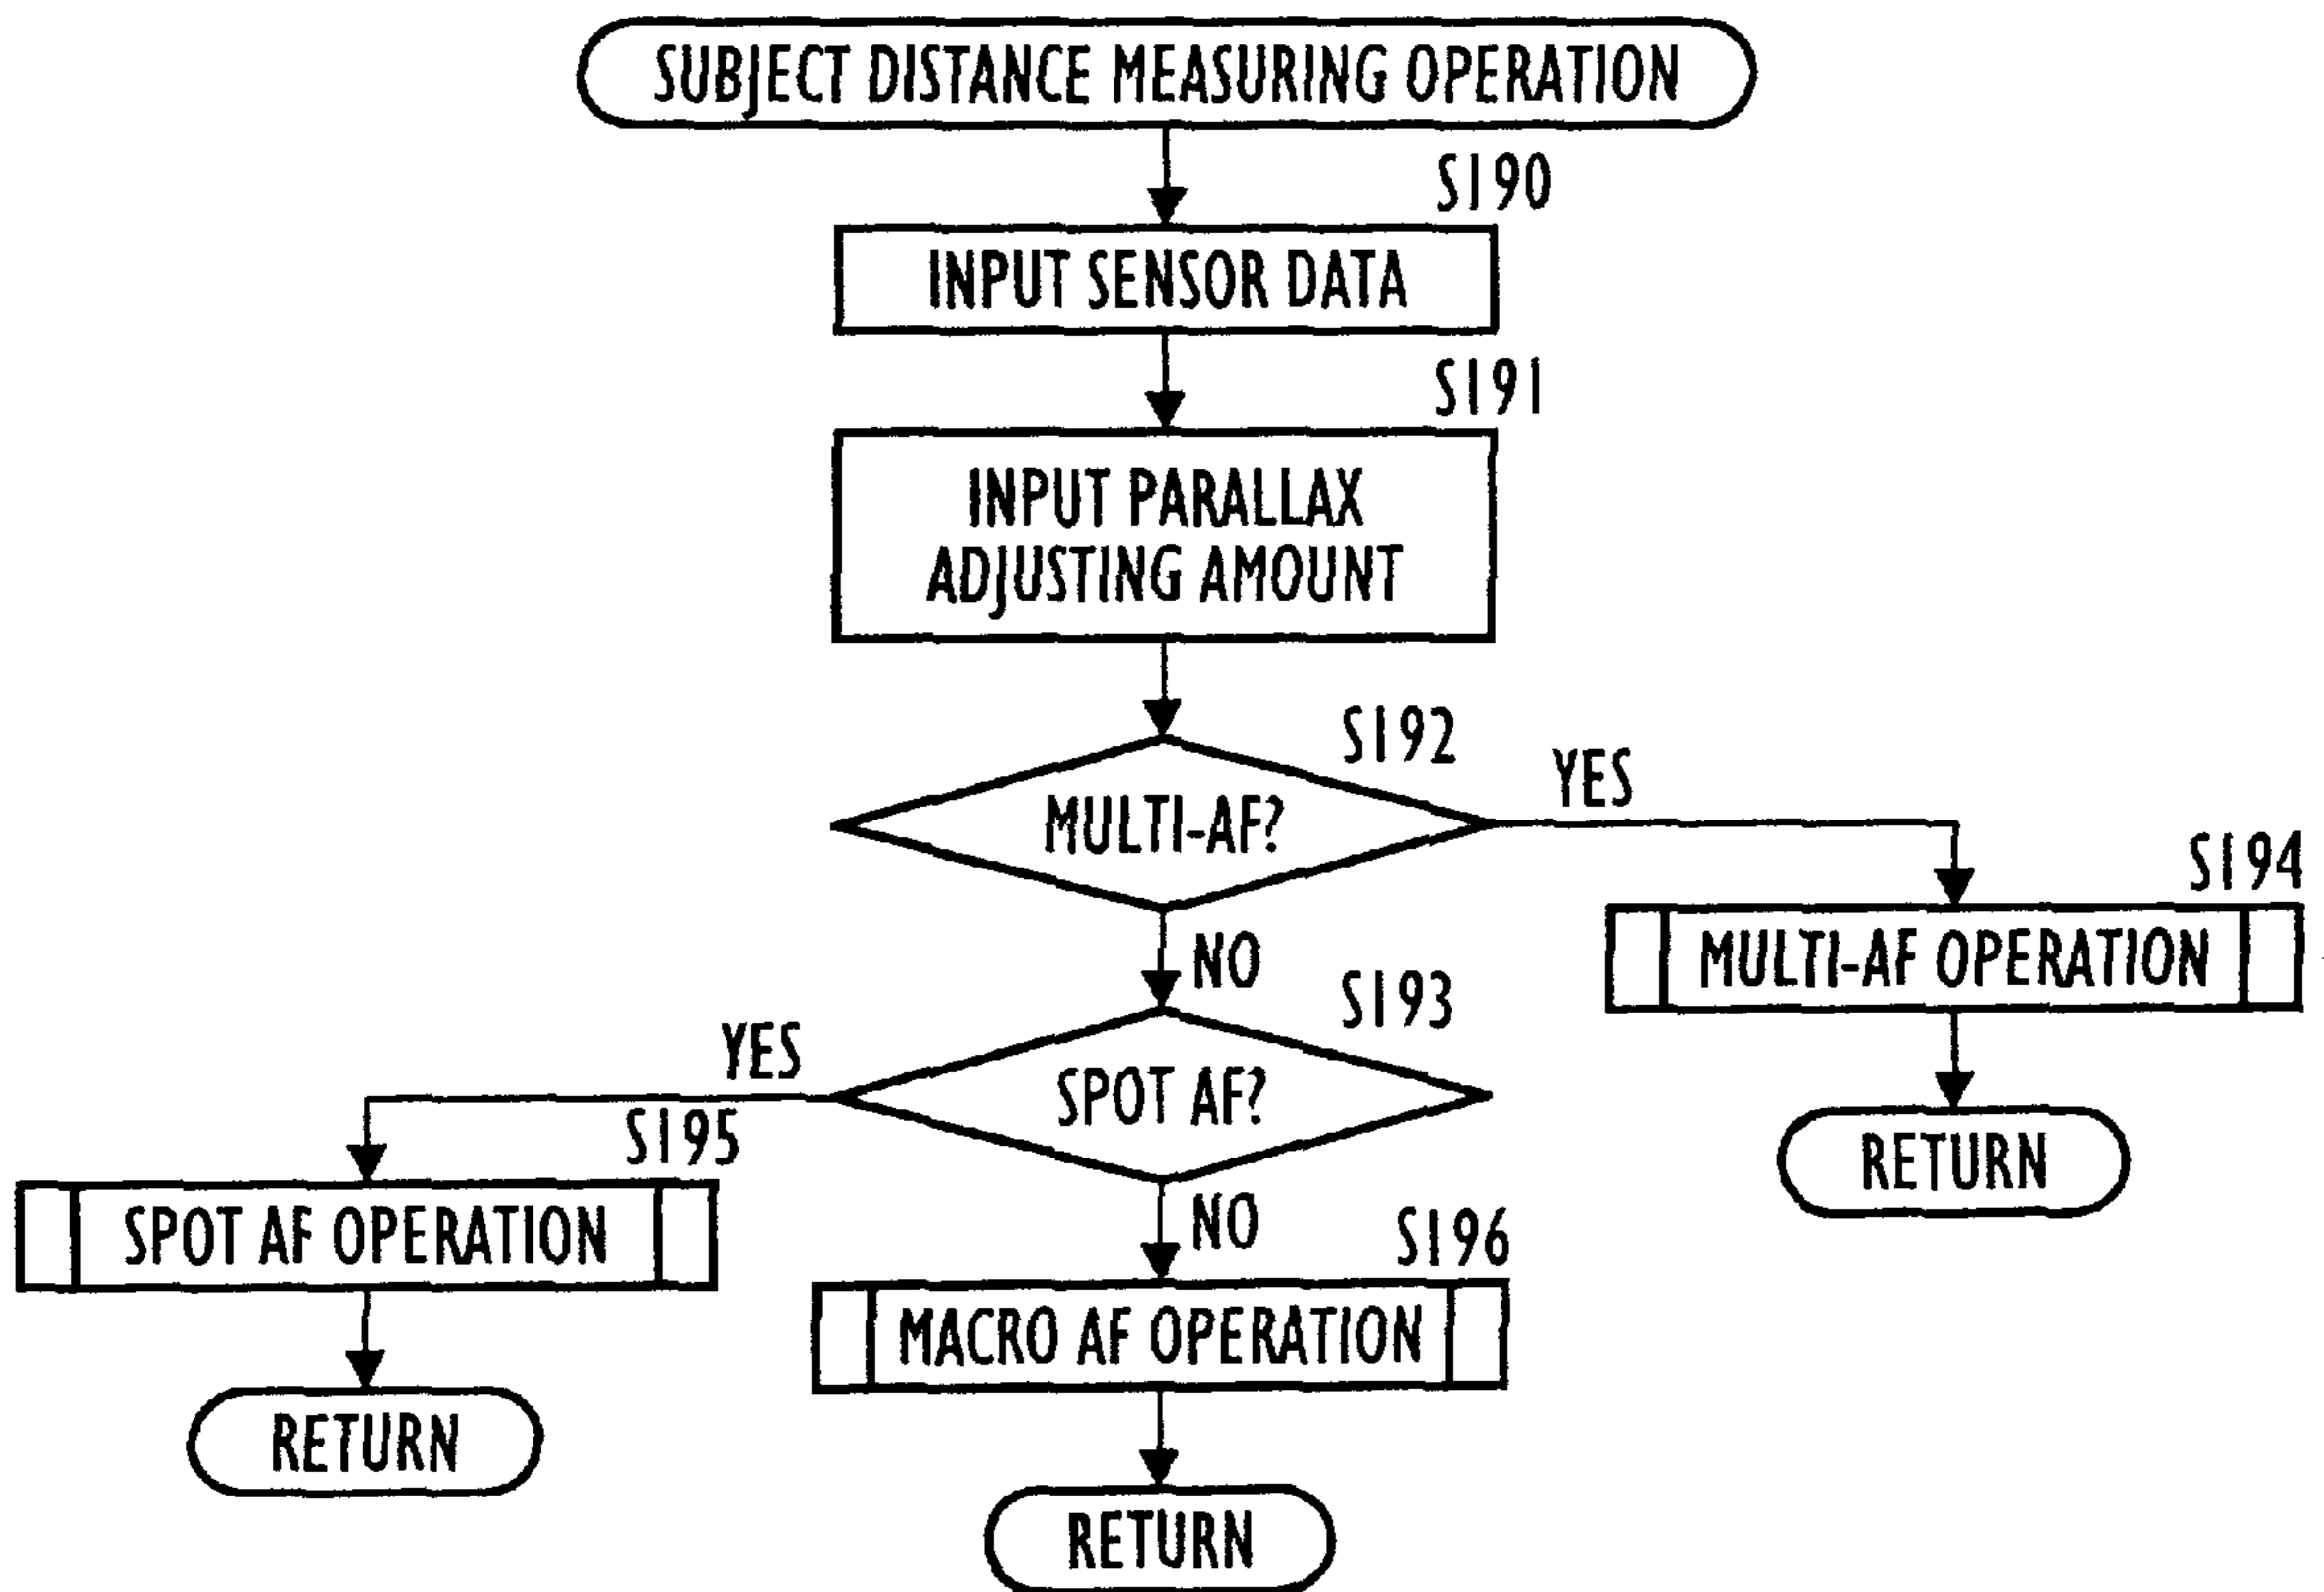 SUBJECT DISTANCE MEASURING OPERATION
S190
INPUT SENSOR DATA
S191
INPUT PARALLAX
ADJUSTING AMOUNT
S192
MULTI-AF?
YES
S194
MULTI-AF OPERATION
RETURN
NO
S193
SPOT AF?
YES
S195
SPOT AF OPERATION
RETURN
NO
S196
MACRO AF OPERATION
RETURN